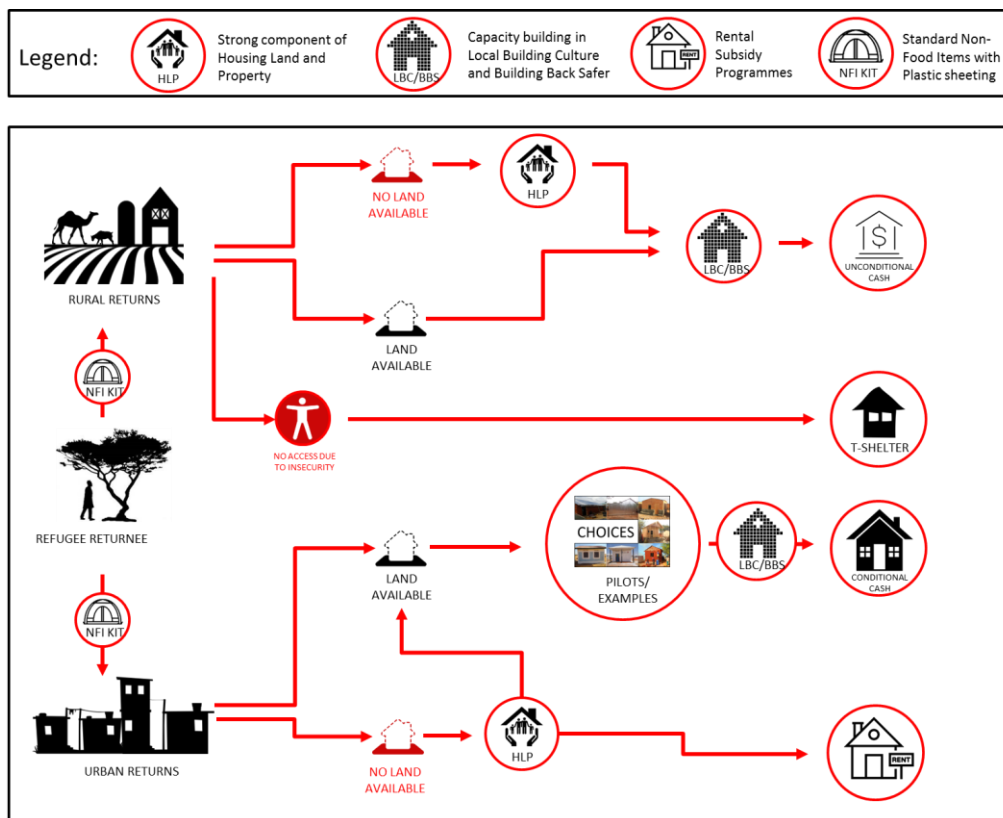 Legend:
HLP
Strong component of
Housing Land and
Property
LBC/BBS
Capacity building in
Local Building Culture
and Building Back Safer
Rental
Subsidy
Programmes
NFI KIT
Standard Non-
Food Items with
Plastic sheeting
NO LAND
AVAILABLE
HLP
LBC/BBS
$
UNCONDITIONAL
CASH
RURAL RETURNS
LAND
AVAILABLE
NFI KIT
NO ACCESS DUE
TO INSECURITY
T-SHELTER
REFUGEE RETURNEE
LAND
AVAILABLE
CHOICES
PILOTS/
EXAMPLES
LBC/BBS
CONDITIONAL
CASH
NFI KIT
URBAN RETURNS
NO LAND
AVAILABLE
HLP
RENT